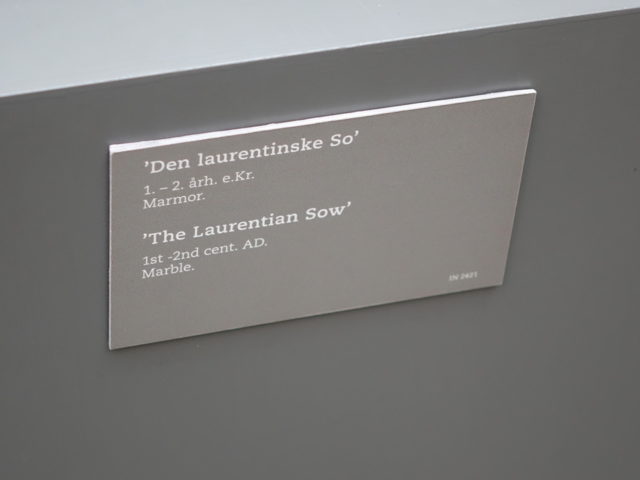 ’Den laurentinske So’
1. – 2. årh. e.Kr.
Marmor.
’The Laurentian Sow’
1st -2nd cent. AD.
Marble.
IN 2421